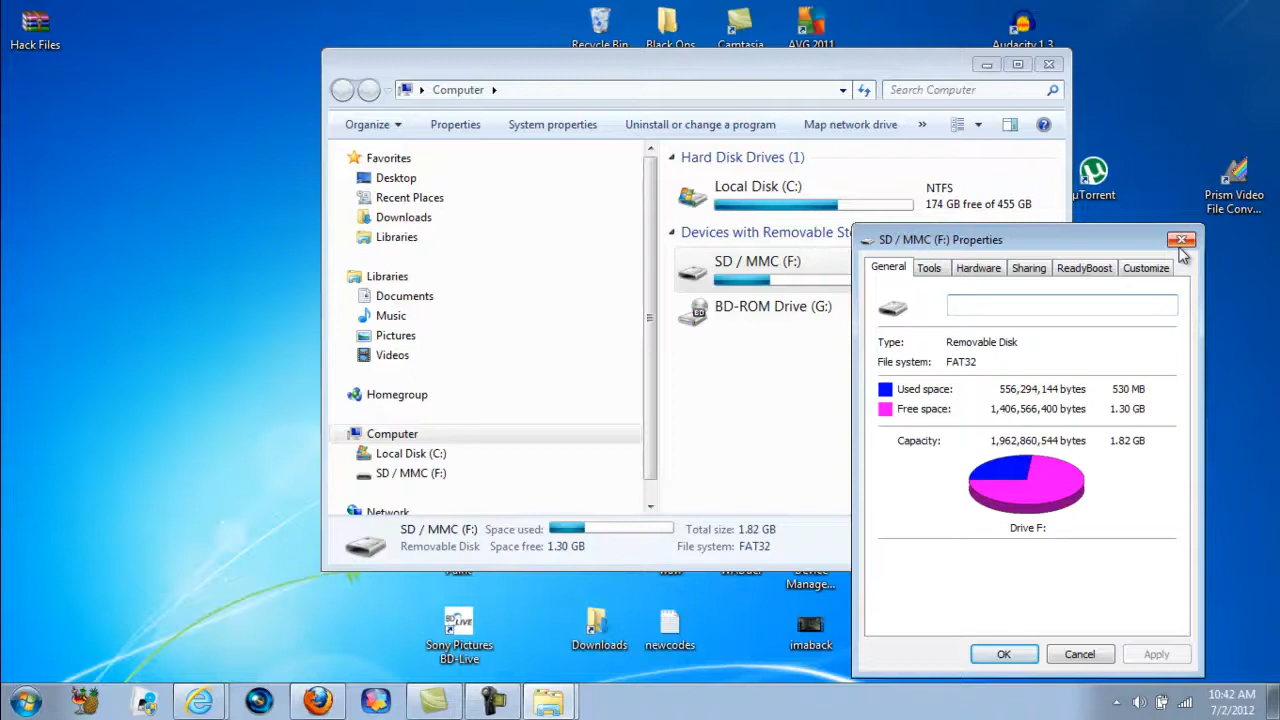 Hack Files
Recycle Bin
Black Ops
Camtasia
AVG 2011
Audacity 1.3
Computer
Search Computer
Organize
Properties
System properties
Uninstall or change a program
Map network drive
»
Favorites
Desktop
Recent Places
Downloads
Libraries
Libraries
Documents
Music
Pictures
Videos
Homegroup
Computer
Local Disk (C:)
SD / MMC (F:)
Network
Hard Disk Drives (1)
Local Disk (C:)
NTFS
174 GB free of 455 GB
Devices with Removable Sto
SD / MMC (F:)
BD-ROM Drive (G:)
BD
SD / MMC (F:) Space used:
Total size: 1.82 GB
Removable Disk Space free: 1.30 GB
File system: FAT32
µTorrent
Prism Video
File Conv...
SD / MMC (F:) Properties
General
Tools
Hardware
Sharing
ReadyBoost
Customize
Type: Removable Disk
File system: FAT32
Used space: 556,294,144 bytes 530 MB
Free space: 1,406,566,400 bytes 1.30 GB
Capacity: 1,962,860,544 bytes 1.82 GB
Drive F:
OK
Cancel
Apply
Manage...
BD LIVE
Sony Pictures
BD-Live
Downloads
newcodes
imaback
10:42 AM
7/2/2012